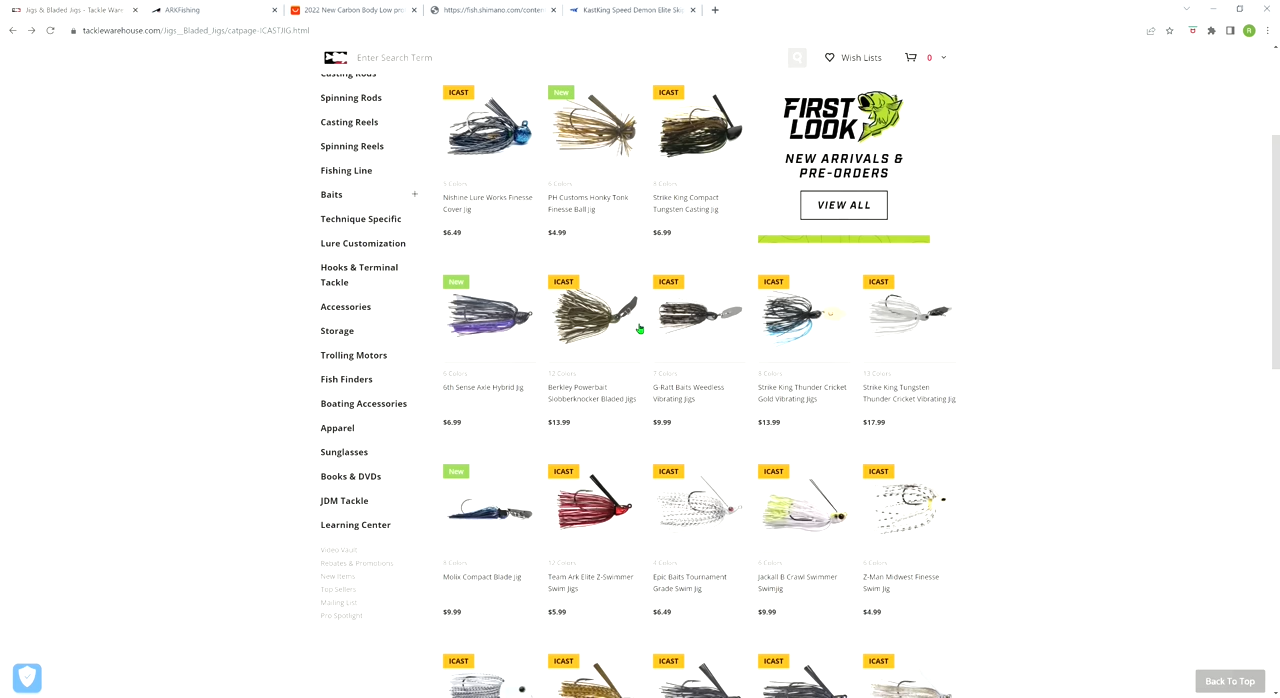 Jigs & Bladed Jigs - Tackle Ware
ARKFishing
2022 New Carbon Body Low pro
https://fish.shimano.com/conten
KastKing Speed Demon Elite Ski
tacklewarehouse.com/Jigs__Bladed_Jigs/catpage-ICASTJIG.html
R
Enter Search Term
Wish Lists
0
Casting Rods
Spinning Rods
Casting Reels
Spinning Reels
Fishing Line
Baits
Technique Specific
Lure Customization
Hooks & Terminal
Tackle
Accessories
Storage
Trolling Motors
Fish Finders
Boating Accessories
Apparel
Sunglasses
Books & DVDs
JDM Tackle
Learning Center
Video Vault
Rebates & Promotions
New Items
Top Sellers
Mailing List
Pro Spotlight
ICAST
New
ICAST
5 Colors
6 Colors
8 Colors
Nishine Lure Works Finesse
Cover Jig
PH Customs Honky Tonk
Finesse Ball Jig
Strike King Compact
Tungsten Casting Jig
$6.49
$4.99
$6.99
FIRST
LOOK
NEW ARRIVALS &
PRE-ORDERS
VIEW ALL
New
ICAST
ICAST
ICAST
ICAST
6 Colors
12 Colors
7 Colors
8 Colors
13 Colors
6th Sense Axle Hybrid Jig
Berkley Powerbait
Slobberknocker Bladed Jigs
G-Ratt Baits Weedless
Vibrating Jigs
Strike King Thunder Cricket
Gold Vibrating Jigs
Strike King Tungsten
Thunder Cricket Vibrating Jig
$6.99
$13.99
$9.99
$13.99
$17.99
New
ICAST
ICAST
ICAST
ICAST
12 Colors
4 Colors
6 Colors
6 Colors
Molix Compact Blade Jig
Team Ark Elite Z-Swimmer
Swim Jigs
Epic Baits Tournament
Grade Swim Jig
Jackall B Crawl Swimmer
Swimjig
Z-Man Midwest Finesse
Swim Jig
$9.99
$5.99
$6.49
$9.99
$4.99
ICAST
ICAST
ICAST
ICAST
ICAST
Back To Top